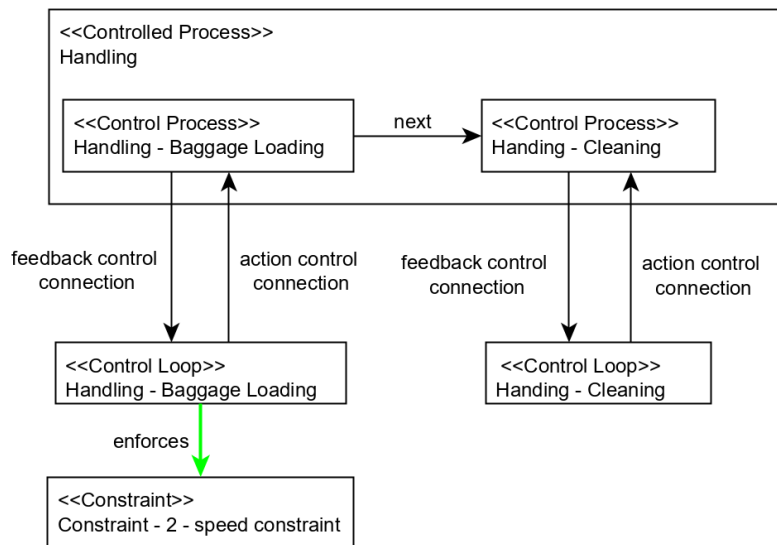 <<Controlled Process>>
Handling
<<Control Process>>
Handling - Baggage Loading
next
<<Control Process>>
Handing - Cleaning
feedback control
connection
action control
connection
feedback control
connection
action control
connection
<<Control Loop>>
Handling - Baggage Loading
<<Control Loop>>
Handing - Cleaning
enforces
<<Constraint>>
Constraint - 2 - speed constraint